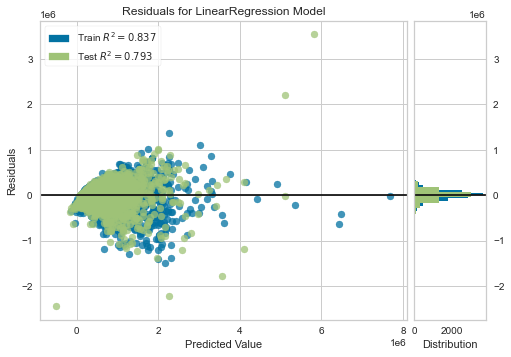 Residuals for LinearRegression Model
1e6
1e6
Train R² = 0.837
Test R² = 0.793
3
2
1
0
−1
−2
3
2
1
0
−1
−2
Residuals
0
2
4
6
8
0
2000
1e6
Predicted Value
Distribution